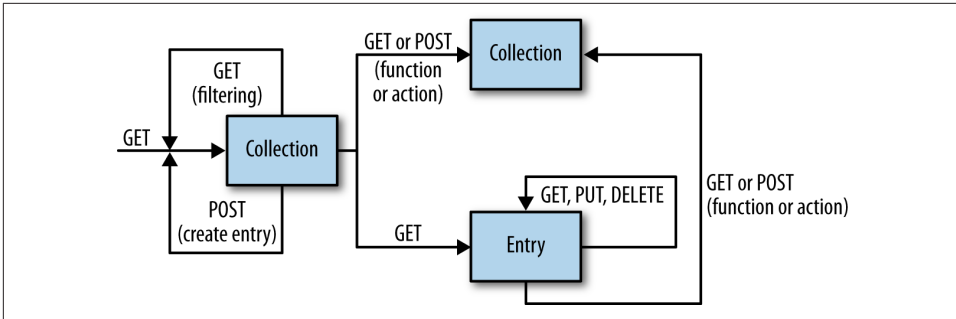 GET
(filtering)
GET
Collection
POST
(create entry)
GET or POST
(function
or action)
Collection
GET
GET, PUT, DELETE
Entry
GET or POST
(function or action)